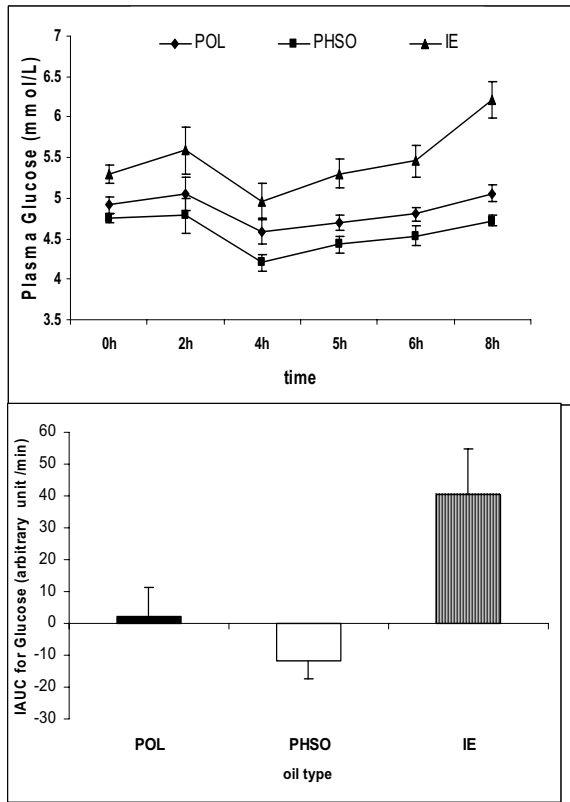 POL PHSO IE
Plasma Glucose (mmol/L)
7
6.5
6
5.5
5
4.5
4
3.5
0h 2h 4h 5h 6h 8h
time
IAUC for Glucose (arbitrary unit /min)
60
50
40
30
20
10
0
-10
-20
-30
POL PHSO IE
oil type